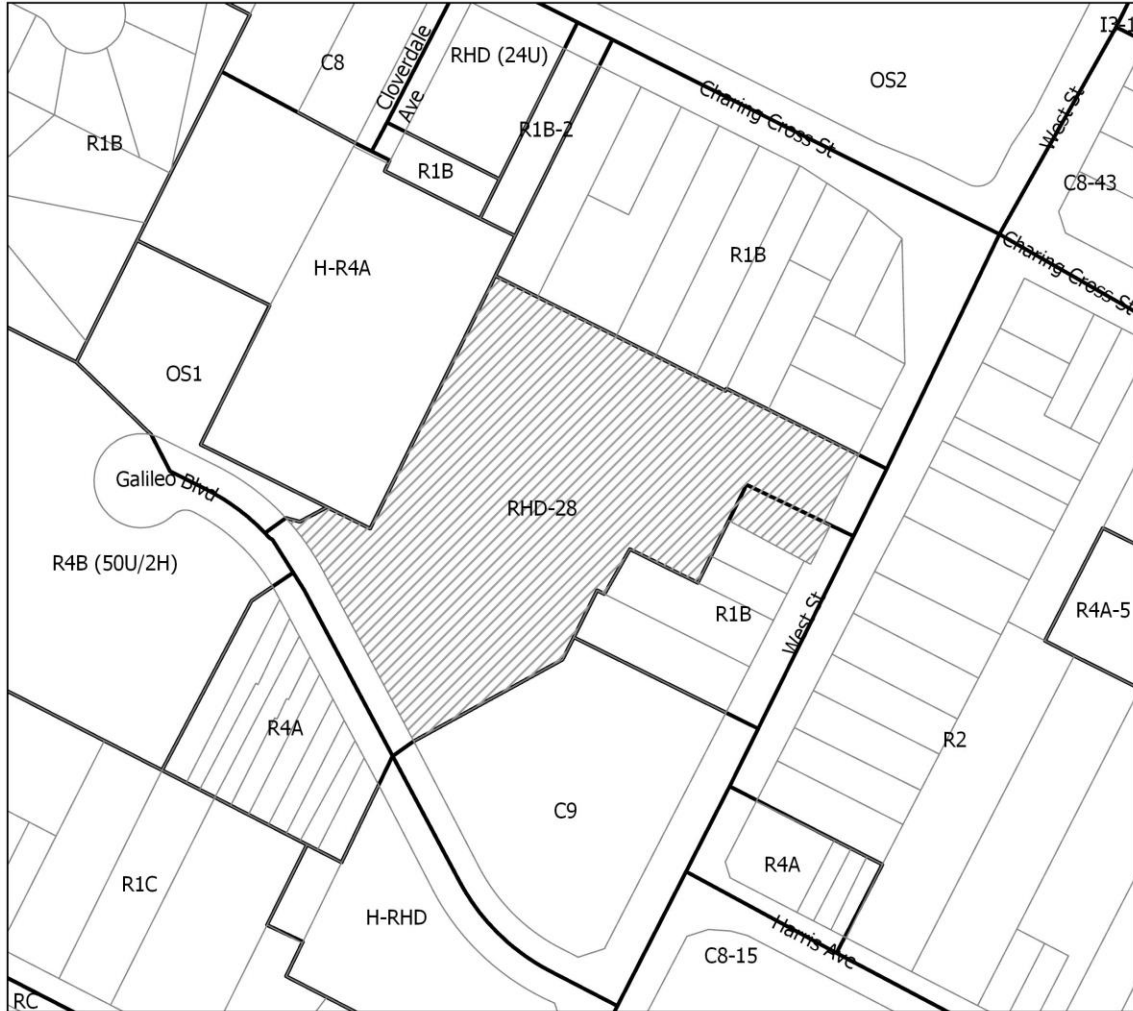 I3-1
C8
Cloverdale
Ave
RHD (24U)
OS2
Charing Cross St
West St
R1B
R1B-2
R1B
C8-43
H-R4A
R1B
Charing Cross St
OS1
Galileo Blvd
RHD-28
R4B (50U/2H)
R1B
West St
R4A-5
R4A
R2
C9
R4A
R1C
H-RHD
Harris Ave
C8-15
RC